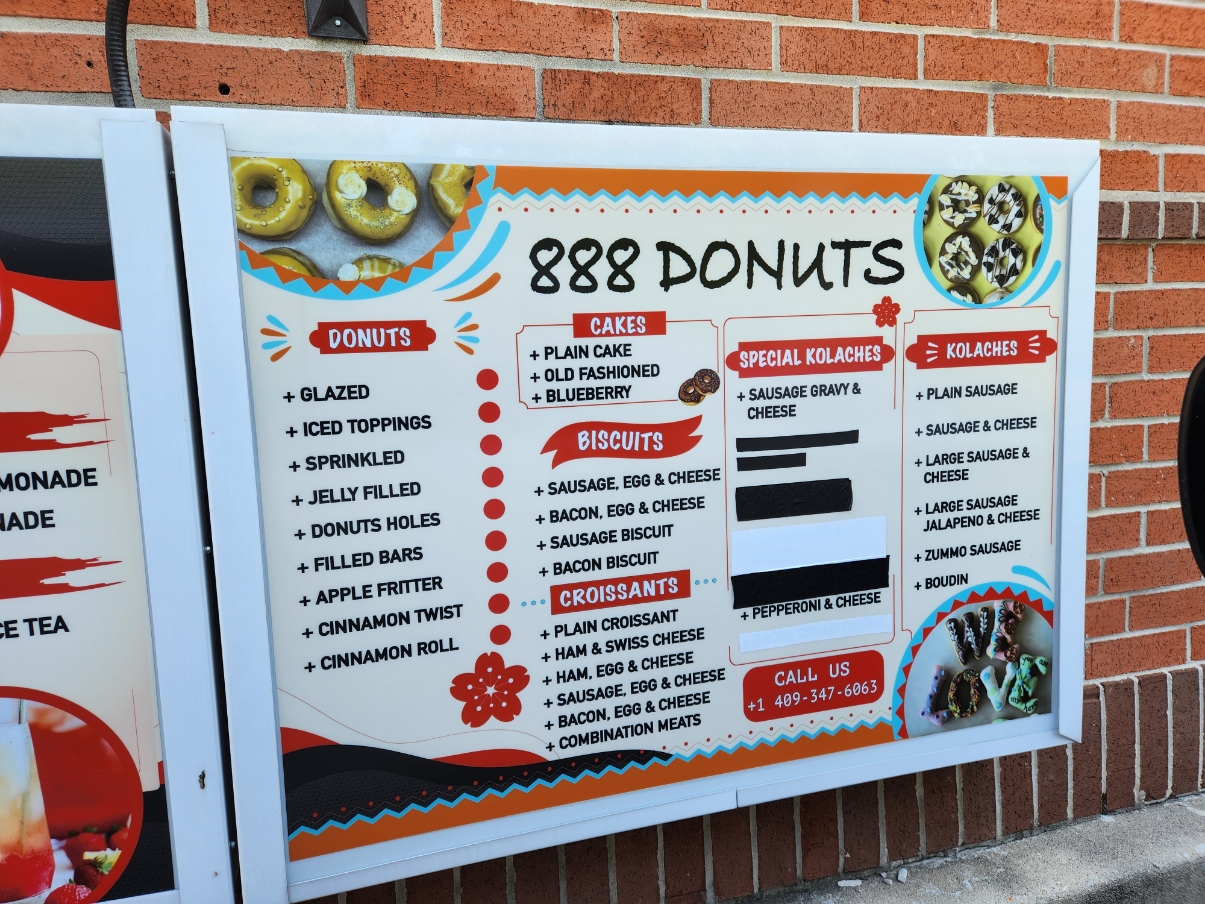 MONADE
NADE
CE TEA
888 DONUTS
DONUTS
+ GLAZED
+ ICED TOPPINGS
+ SPRINKLED
+ JELLY FILLED
+ DONUTS HOLES
+ FILLED BARS
+ APPLE FRITTER
+ CINNAMON TWIST
+ CINNAMON ROLL
CAKES
+ PLAIN CAKE
+ OLD FASHIONED
+ BLUEBERRY
BISCUITS
+ SAUSAGE, EGG & CHEESE
+ BACON, EGG & CHEESE
+ SAUSAGE BISCUIT
+ BACON BISCUIT
CROISSANTS
+ PLAIN CROISSANT
+ HAM & SWISS CHEESE
+ HAM, EGG & CHEESE
+ SAUSAGE, EGG & CHEESE
+ BACON, EGG & CHEESE
+ COMBINATION MEATS
SPECIAL KOLACHES
+ SAUSAGE GRAVY &
CHEESE
+ PEPPERONI & CHEESE
CALL US
+1 409-347-6063
KOLACHES
+ PLAIN SAUSAGE
+ SAUSAGE & CHEESE
+ LARGE SAUSAGE &
CHEESE
+ LARGE SAUSAGE
JALAPENO & CHEESE
+ ZUMMO SAUSAGE
+ BOUDIN